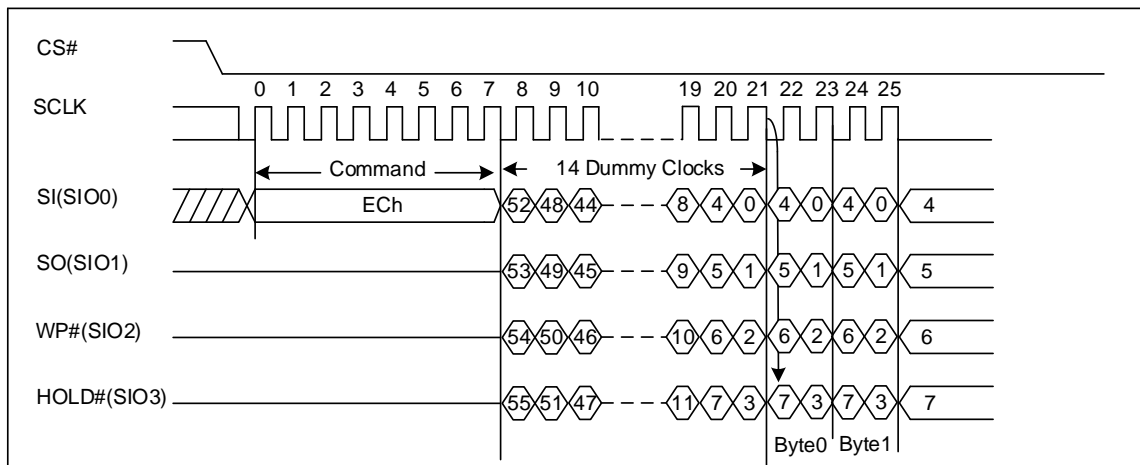 CS#
0 1 2 3 4 5 6 7 8 9 10 19 20 21 22 23 24 25
SCLK
Command 14 Dummy Clocks
SI(SIO0) ECh 52 48 44 8 4 0 4 0 4 0 4
SO(SIO1) 53 49 45 9 5 1 5 1 5 1 5
WP#(SIO2) 54 50 46 10 6 2 6 2 6 2 6
HOLD#(SIO3) 55 51 47 11 7 3 7 3 7 3 7
Byte0 Byte1